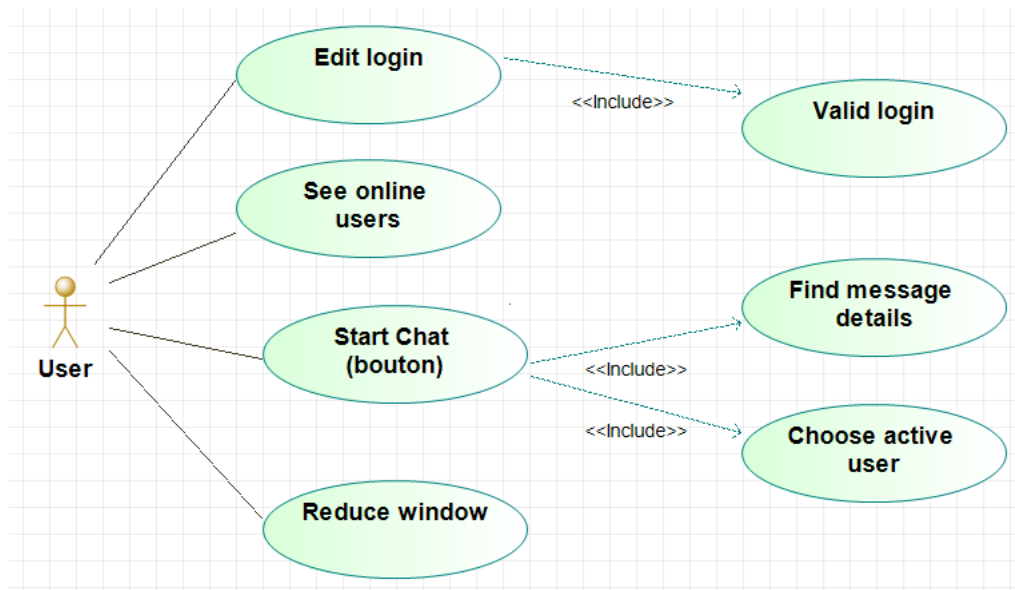 Edit login
<<Include>>
Valid login
See online
users
Find message
details
Start Chat
(bouton)
<<Include>>
User
<<Include>>
Choose active
user
Reduce window